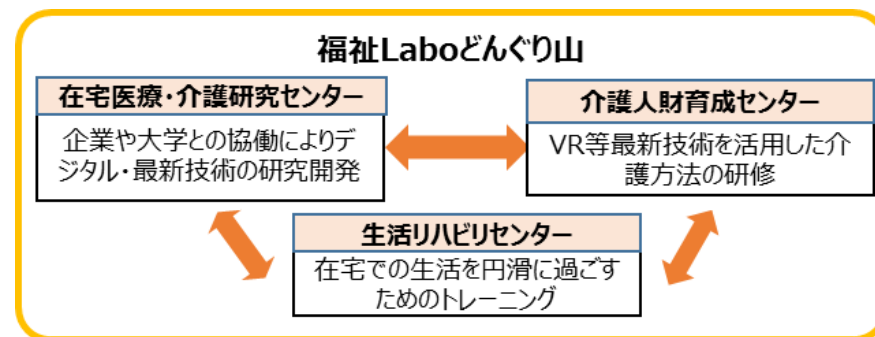 福祉Laboどんぐり山
在宅医療・介護研究センター
企業や大学との協働によりデ
ジタル・最新技術の研究開発
介護人財育成センター
VR等最新技術を活用した介
護方法の研修
生活リハビリセンター
在宅での生活を円滑に過ごす
ためのトレーニング